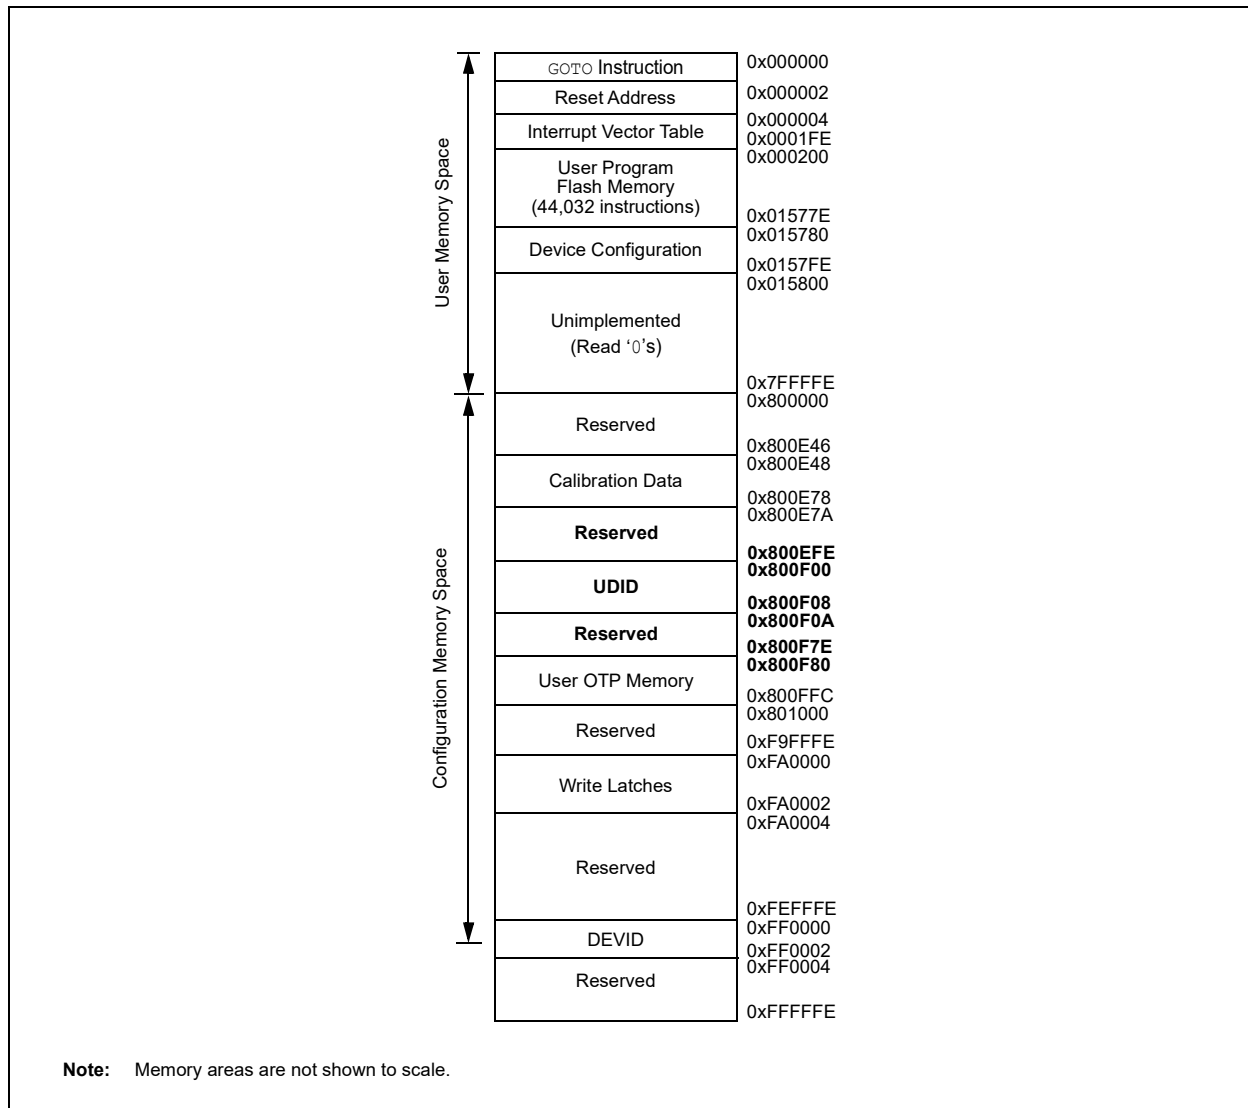 User Memory Space
Configuration Memory Space
GOTO Instruction
0x000000
Reset Address
0x000002
Interrupt Vector Table
0x000004
0x0001FE
User Program
Flash Memory
(44,032 instructions)
0x000200
0x01577E
Device Configuration
0x015780
0x0157FE
Unimplemented
(Read ‘0’s)
0x015800
0x7FFFFE
Reserved
0x800000
0x800E46
Calibration Data
0x800E48
0x800E78
Reserved
0x800E7A
0x800EFE
UDID
0x800F00
0x800F08
Reserved
0x800F0A
0x800F7E
User OTP Memory
0x800F80
0x800FFC
Reserved
0x801000
0xF9FFFE
Write Latches
0xFA0000
0xFA0002
Reserved
0xFA0004
0xFEFFFE
DEVID
0xFF0000
0xFF0002
Reserved
0xFF0004
0xFFFFFE
Note: Memory areas are not shown to scale.